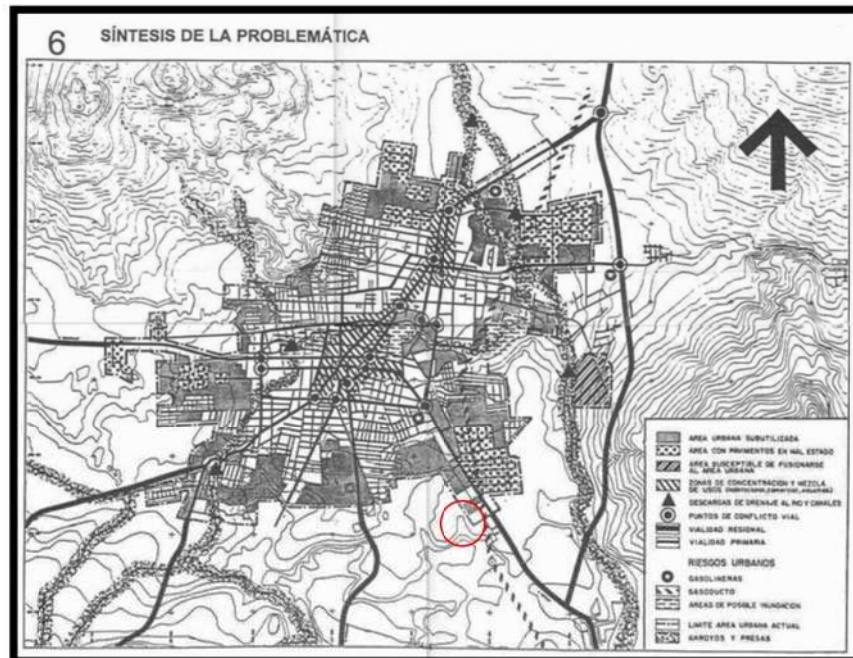 6 SÍNTESIS DE LA PROBLEMÁTICA
AREA URBANA SUBUTILIZADA
AREA CON PAVIMENTOS EN MAL ESTADO
AREA SUSCEPTIBLE DE FUSIONARSE
AL AREA URBANA
ZONAS DE CONCENTRACION Y MEZCLA
DE USOS
DESCARGAS DE DRENAJE AL RIO Y CANALES
PUNTOS DE CONFLICTO VIAL
VIALIDAD REGIONAL
VIALIDAD PRIMARIA
RIESGOS URBANOS
GASOLINERAS
GASODUCTO
AREAS DE POSIBLE INUNDACION
LIMITE AREA URBANA ACTUAL
ARROYOS Y PRESAS